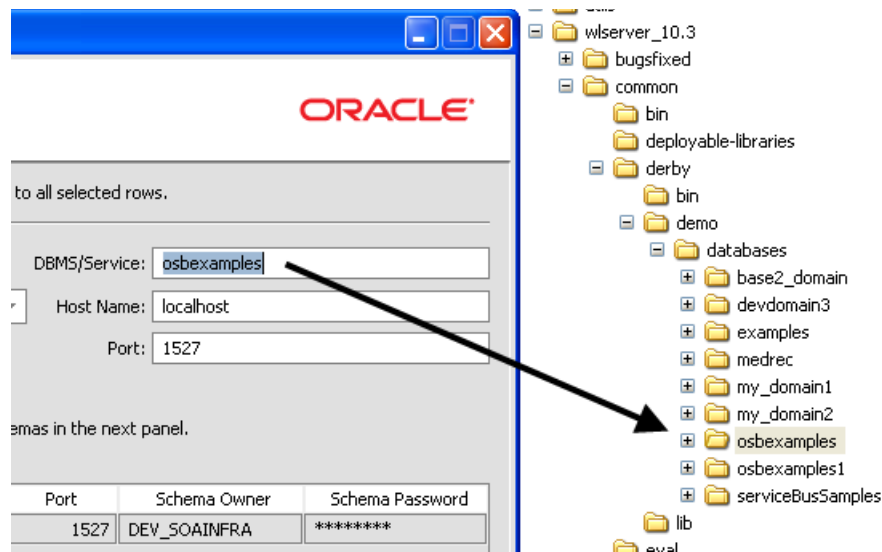 ORACLE
to all selected rows.
DBMS/Service: osbexamples
Host Name: localhost
Port: 1527
emas in the next panel.
Port Schema Owner Schema Password
1527 DEV_SOAINFRA ********
wlserver_10.3
bugsfixed
common
bin
deployable-libraries
derby
bin
demo
databases
base2_domain
devdomain3
examples
medrec
my_domain1
my_domain2
osbexamples
osbexamples1
serviceBusSamples
lib
eval